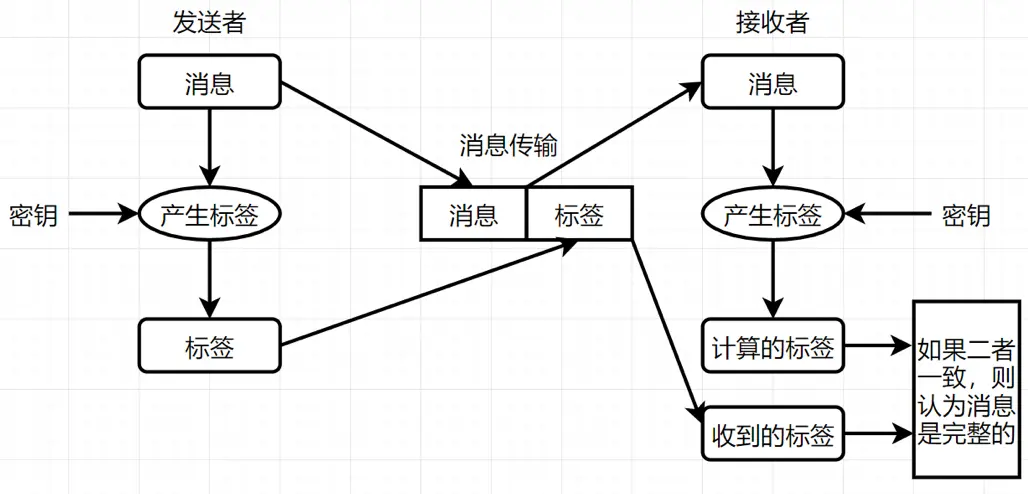 发送者
接收者
消息
消息
消息传输
密钥
产生标签
消息
标签
产生标签
密钥
标签
计算的标签
收到的标签
如果二者
一致，则
认为消息
是完整的